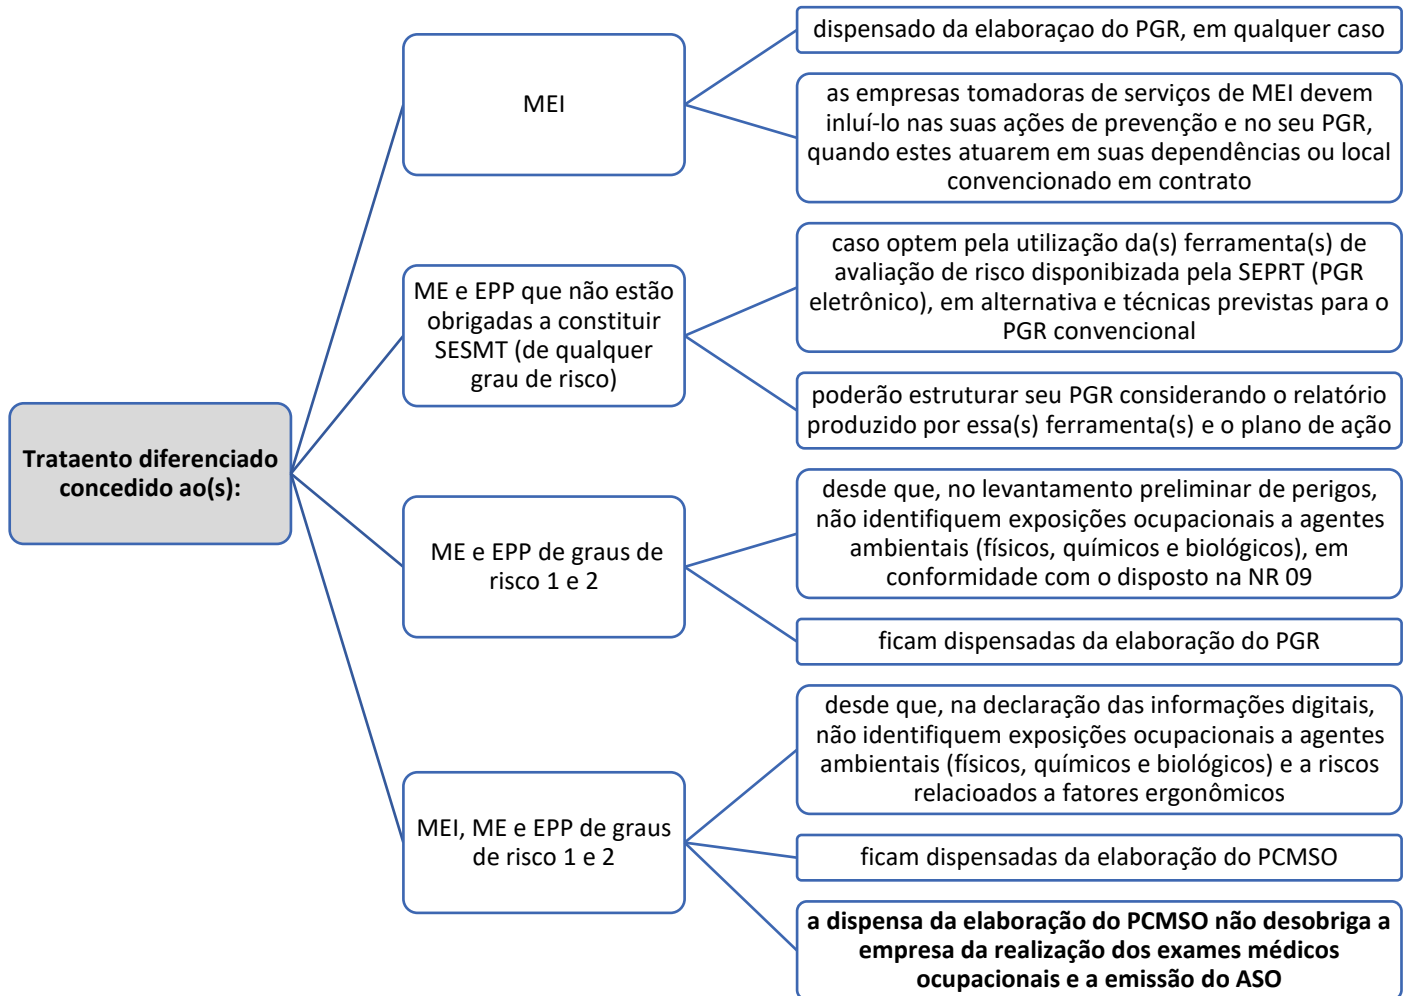 Trataento diferenciado
concedido ao(s):
MEI
dispensado da elaboraçao do PGR, em qualquer caso
as empresas tomadoras de serviços de MEI devem
inluí-lo nas suas ações de prevenção e no seu PGR,
quando estes atuarem em suas dependências ou local
convencionado em contrato
ME e EPP que não estão
obrigadas a constituir
SESMT (de qualquer
grau de risco)
caso optem pela utilização da(s) ferramenta(s) de
avaliação de risco disponibizada pela SEPRT (PGR
eletrônico), em alternativa e técnicas previstas para o
PGR convencional
poderão estruturar seu PGR considerando o relatório
produzido por essa(s) ferramenta(s) e o plano de ação
ME e EPP de graus de
risco 1 e 2
desde que, no levantamento preliminar de perigos,
não identifiquem exposições ocupacionais a agentes
ambientais (físicos, químicos e biológicos), em
conformidade com o disposto na NR 09
ficam dispensadas da elaboração do PGR
MEI, ME e EPP de graus
de risco 1 e 2
desde que, na declaração das informações digitais,
não identifiquem exposições ocupacionais a agentes
ambientais (físicos, químicos e biológicos) e a riscos
relacioados a fatores ergonômicos
ficam dispensadas da elaboração do PCMSO
a dispensa da elaboração do PCMSO não desobriga a
empresa da realização dos exames médicos
ocupacionais e a emissão do ASO